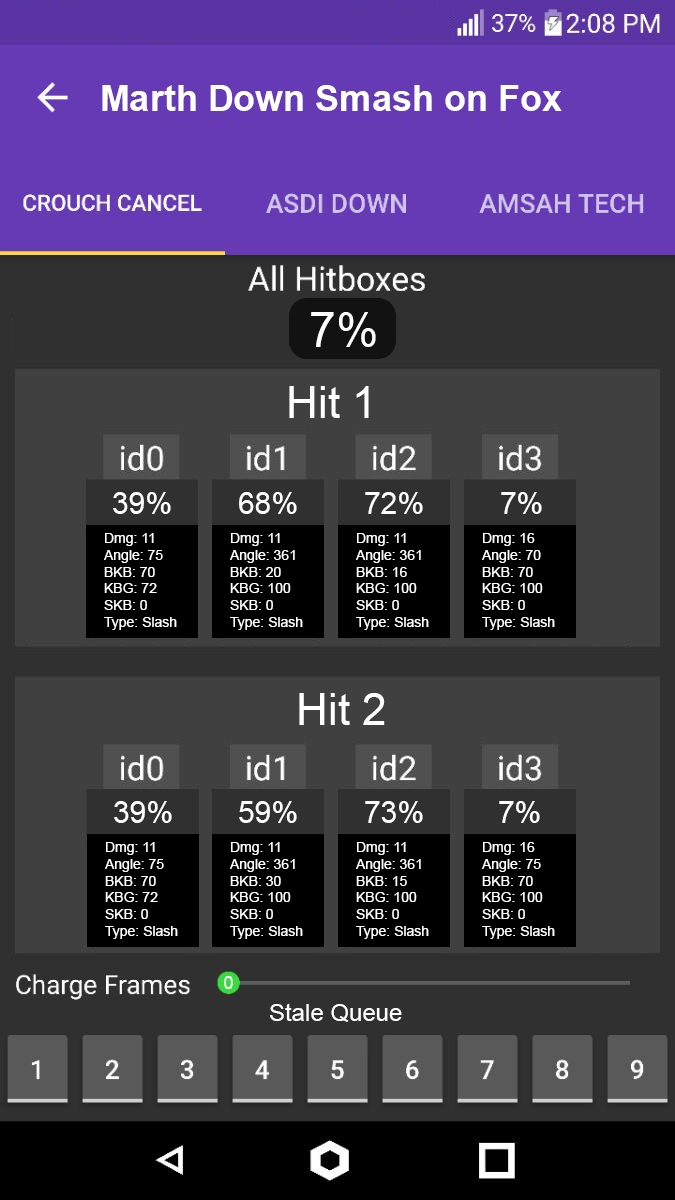 37% 2:08 PM
Marth Down Smash on Fox
CROUCH CANCEL ASDI DOWN AMSAH TECH
All Hitboxes
7%
Hit 1
id0 id1 id2 id3
39% 68% 72% 7%
Dmg: 11 Dmg: 11 Dmg: 11 Dmg: 16
Angle: 75 Angle: 361 Angle: 361 Angle: 70
BKB: 70 BKB: 20 BKB: 16 BKB: 70
KBG: 72 KBG: 100 KBG: 100 KBG: 100
SKB: 0 SKB: 0 SKB: 0 SKB: 0
Type: Slash Type: Slash Type: Slash Type: Slash
Hit 2
id0 id1 id2 id3
39% 59% 73% 7%
Dmg: 11 Dmg: 11 Dmg: 11 Dmg: 16
Angle: 75 Angle: 361 Angle: 361 Angle: 75
BKB: 70 BKB: 30 BKB: 15 BKB: 70
KBG: 72 KBG: 100 KBG: 100 KBG: 100
SKB: 0 SKB: 0 SKB: 0 SKB: 0
Type: Slash Type: Slash Type: Slash Type: Slash
Charge Frames 0
Stale Queue
1 2 3 4 5 6 7 8 9